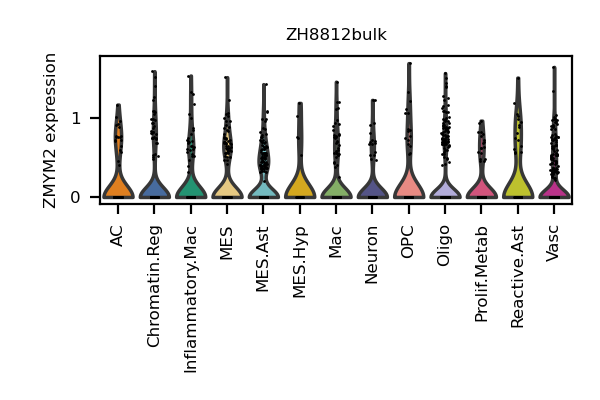 ZH8812bulk
ZMYM2 expression
1
0
AC
Chromatin.Reg
Inflammatory.Mac
MES
MES.Ast
MES.Hyp
Mac
Neuron
OPC
Oligo
Prolif.Metab
Reactive.Ast
Vasc